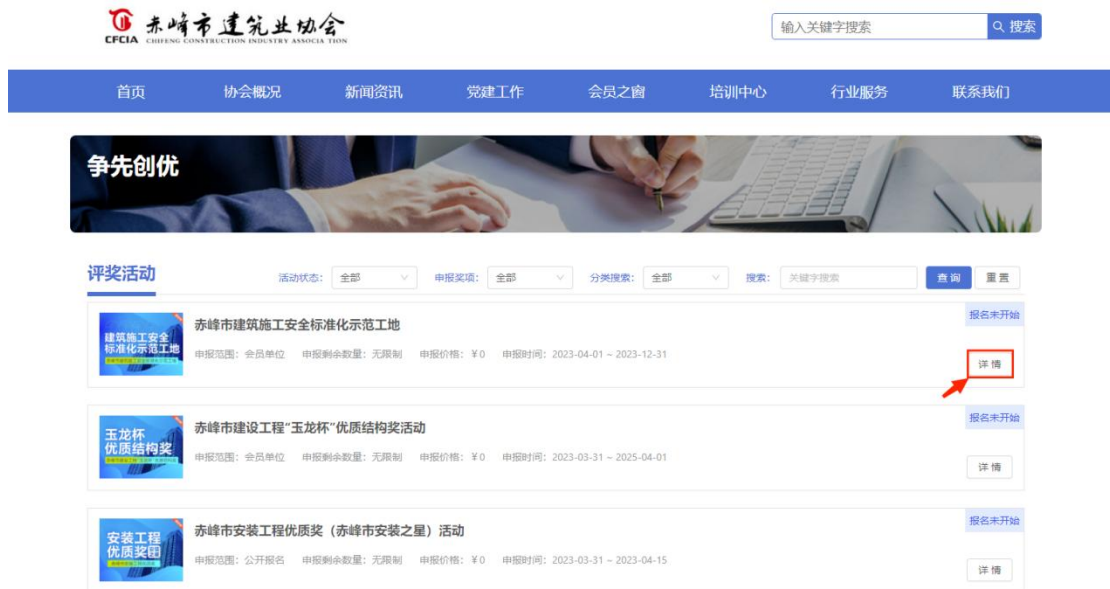 赤峰市建筑业协会
CFCIA CHIFENG CONSTRUCTION INDUSTRY ASSOCIA TION
输入关键字搜索 搜索
首页 协会概况 新闻资讯 党建工作 会员之窗 培训中心 行业服务 联系我们
争先创优
评奖活动 活动状态: 全部 申报奖项: 全部 分类搜索: 全部 搜索: 关键字搜索 查询 重置
报名未开始
赤峰市建筑施工安全标准化示范工地
建筑施工安全
标准化示范工地
申报范围: 会员单位 申报剩余数量: 无限制 申报价格: ¥0 申报时间: 2023-04-01 ~ 2023-12-31
详情
报名未开始
赤峰市建设工程“玉龙杯”优质结构奖活动
玉龙杯
优质结构奖
申报范围: 会员单位 申报剩余数量: 无限制 申报价格: ¥0 申报时间: 2023-03-31 ~ 2025-04-01
详情
报名未开始
赤峰市安装工程优质奖（赤峰市安装之星）活动
安装工程
优质奖
申报范围: 公开报名 申报剩余数量: 无限制 申报价格: ¥0 申报时间: 2023-03-31 ~ 2023-04-15
详情